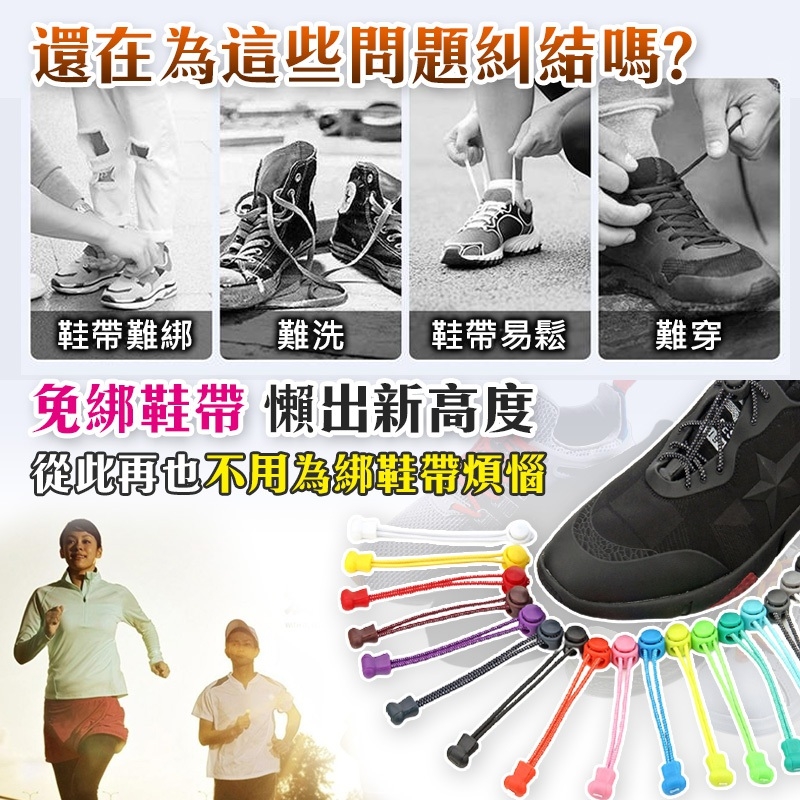 還在為這些問題糾結嗎?
鞋帶難綁
難洗
鞋帶易鬆
難穿
免綁鞋帶 懶出新高度
從此再也不用為綁鞋帶煩惱